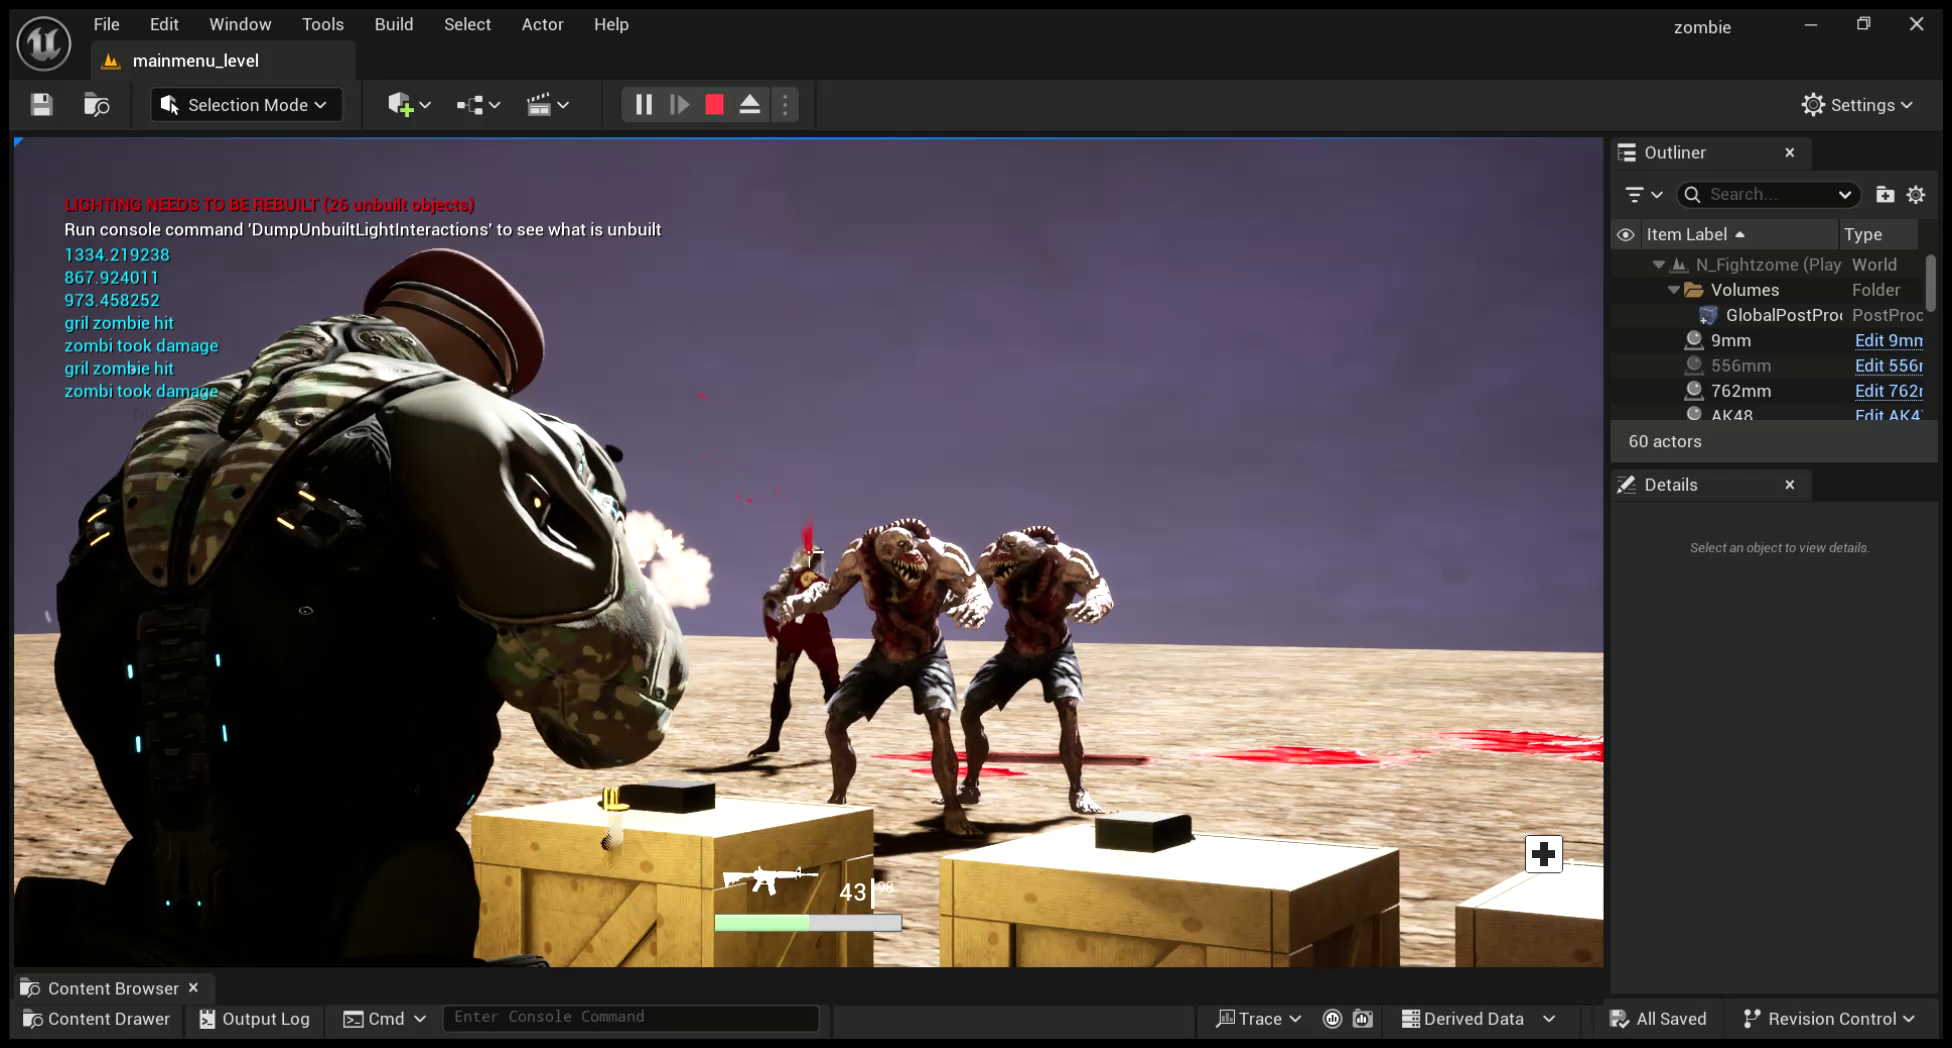 File Edit Window Tools Build Select Actor Help
zombie
mainmenu_level
Selection Mode
Settings
LIGHTING NEEDS TO BE REBUILT (26 unbuilt objects)
Run console command 'DumpUnbuiltLightInteractions' to see what is unbuilt
1334.219238
867.924011
973.458252
gril zombie hit
zombi took damage
gril zombie hit
zombi took damage
43 98
Outliner
Search...
Item Label Type
N_Fightzome (Play World
Volumes Folder
GlobalPostProc PostProc
9mm Edit 9mm
556mm Edit 556m
762mm Edit 762m
AK48 Edit AK47
60 actors
Details
Select an object to view details.
Content Browser
Content Drawer Output Log Cmd Enter Console Command Trace Derived Data All Saved Revision Control